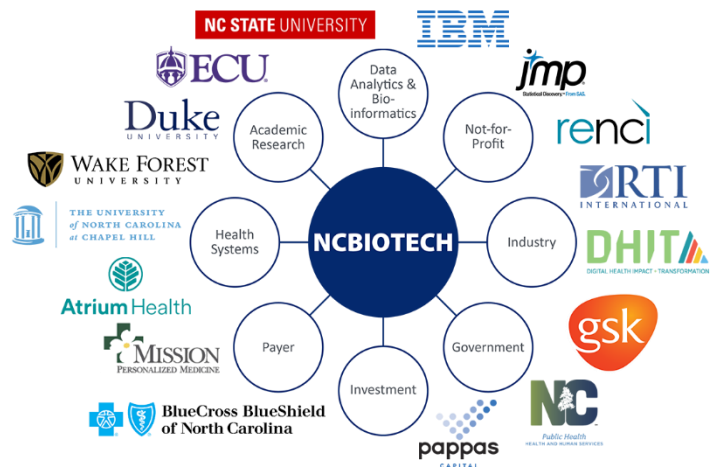 NC STATE UNIVERSITY
IBM
ECU
jmp
Statistical Discovery.™ From SAS.
Data
Analytics &
Bio-
informatics
Duke
UNIVERSITY
Academic
Research
Not-for-
Profit
renci
WAKE FOREST
UNIVERSITY
RTI
INTERNATIONAL
THE UNIVERSITY
of NORTH CAROLINA
at CHAPEL HILL
Health
Systems
NCBIOTECH
Industry
DHIT
DIGITAL HEALTH IMPACT + TRANSFORMATION
Atrium Health
gsk
MISSION
PERSONALIZED MEDICINE
Payer
Government
Investment
BlueCross BlueShield
of North Carolina
pappas
CAPITAL
NC
Public Health
HEALTH AND HUMAN SERVICES